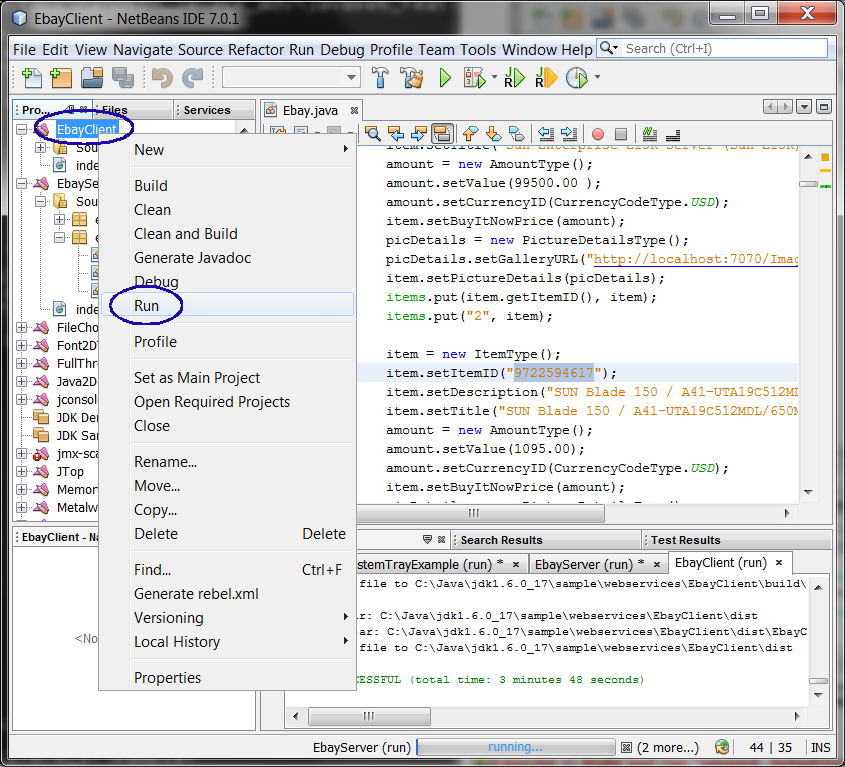 EbayClient - NetBeans IDE 7.0.1
File Edit View Navigate Source Refactor Run Debug Profile Team Tools Window Help Search (Ctrl+I)
Pro... Files Services
Ebay.java
EbayClient
Sou
inde
EbaySe
Sou
e
e
inde
FileCho
Font2D
FullThr
Java2D
jconsol
JDK Der
JDK Sar
jmx-sca
JTop
Memor
Metalw
New
Build
Clean
Clean and Build
Generate Javadoc
Debug
Run
Profile
Set as Main Project
Open Required Projects
Close
Rename...
Move...
Copy...
Delete Delete
Find... Ctrl+F
Generate rebel.xml
Versioning
Local History
Properties
amount = new AmountType();
amount.setValue(99500.00 );
amount.setCurrencyID(CurrencyCodeType.USD);
item.setBuyItNowPrice(amount);
picDetails = new PictureDetailsType();
picDetails.setGalleryURL("http://localhost:7070/Imag
item.setPictureDetails(picDetails);
items.put(item.getItemID(), item);
items.put("2", item);
item = new ItemType();
item.setItemID("9722594617");
item.setDescription("SUN Blade 150 / A41-UTA19C512MD
item.setTitle("SUN Blade 150 / A41-UTA19C512MDL/650M
amount = new AmountType();
amount.setValue(1095.00);
amount.setCurrencyID(CurrencyCodeType.USD);
item.setBuyItNowPrice(amount);
EbayClient - Na
<No
Search Results Test Results
stemTrayExample (run) * EbayServer (run) * EbayClient (run)
file to C:\Java\jdk1.6.0_17\sample\webservices\EbayClient\build\
ar: C:\Java\jdk1.6.0_17\sample\webservices\EbayClient\dist
ar: C:\Java\jdk1.6.0_17\sample\webservices\EbayClient\dist\EbayC
file to C:\Java\jdk1.6.0_17\sample\webservices\EbayClient\dist
CESSFUL (total time: 3 minutes 48 seconds)
EbayServer (run) running... (2 more...) 44 | 35 INS